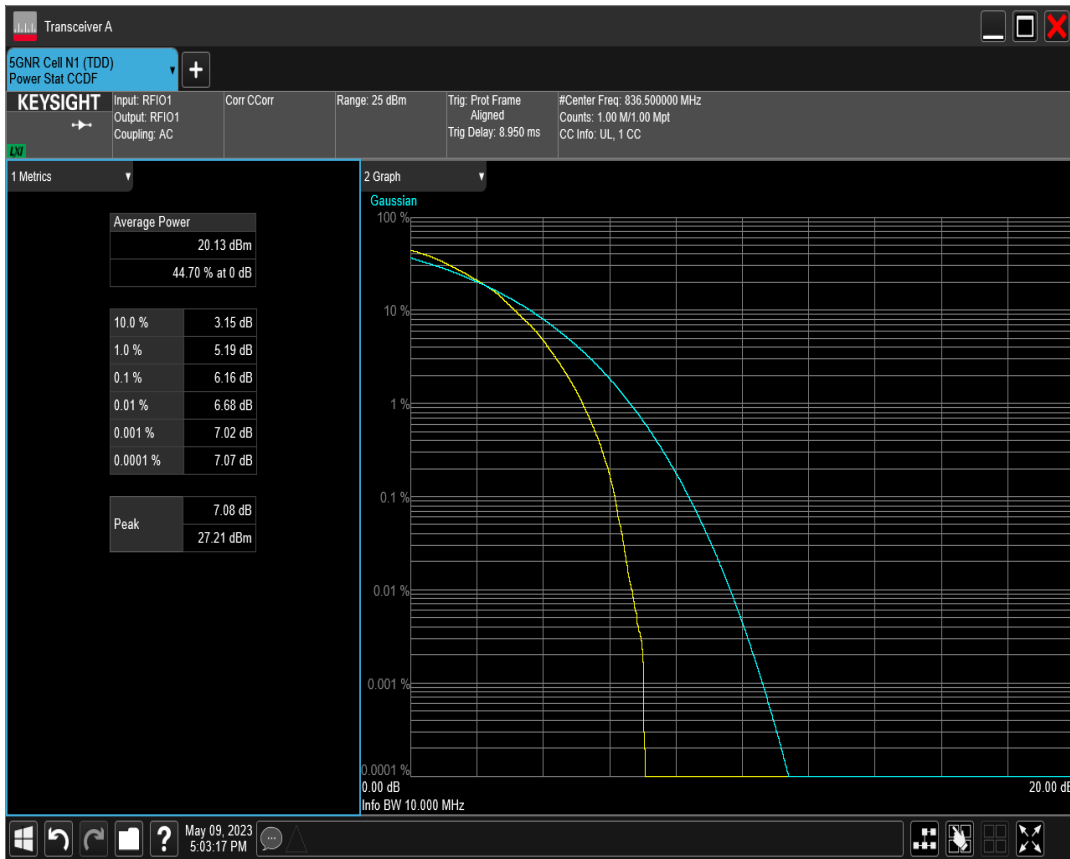 Transceiver A
5GNR Cell N1 (TDD)
Power Stat CCDF
+
KEYSIGHT
LXI
Input: RFIO1
Output: RFIO1
Coupling: AC
Corr CCorr
Range: 25 dBm
Trig: Prot Frame
Aligned
Trig Delay: 8.950 ms
#Center Freq: 836.500000 MHz
Counts: 1.00 M/1.00 Mpt
CC Info: UL, 1 CC
1 Metrics
Average Power
20.13 dBm
44.70 % at 0 dB
10.0 % 3.15 dB
1.0 % 5.19 dB
0.1 % 6.16 dB
0.01 % 6.68 dB
0.001 % 7.02 dB
0.0001 % 7.07 dB
Peak 7.08 dB
27.21 dBm
2 Graph
Gaussian
100 %
10 %
1 %
0.1 %
0.01 %
0.001 %
0.0001 %
0.00 dB 20.00 dB
Info BW 10.000 MHz
?
May 09, 2023
5:03:17 PM